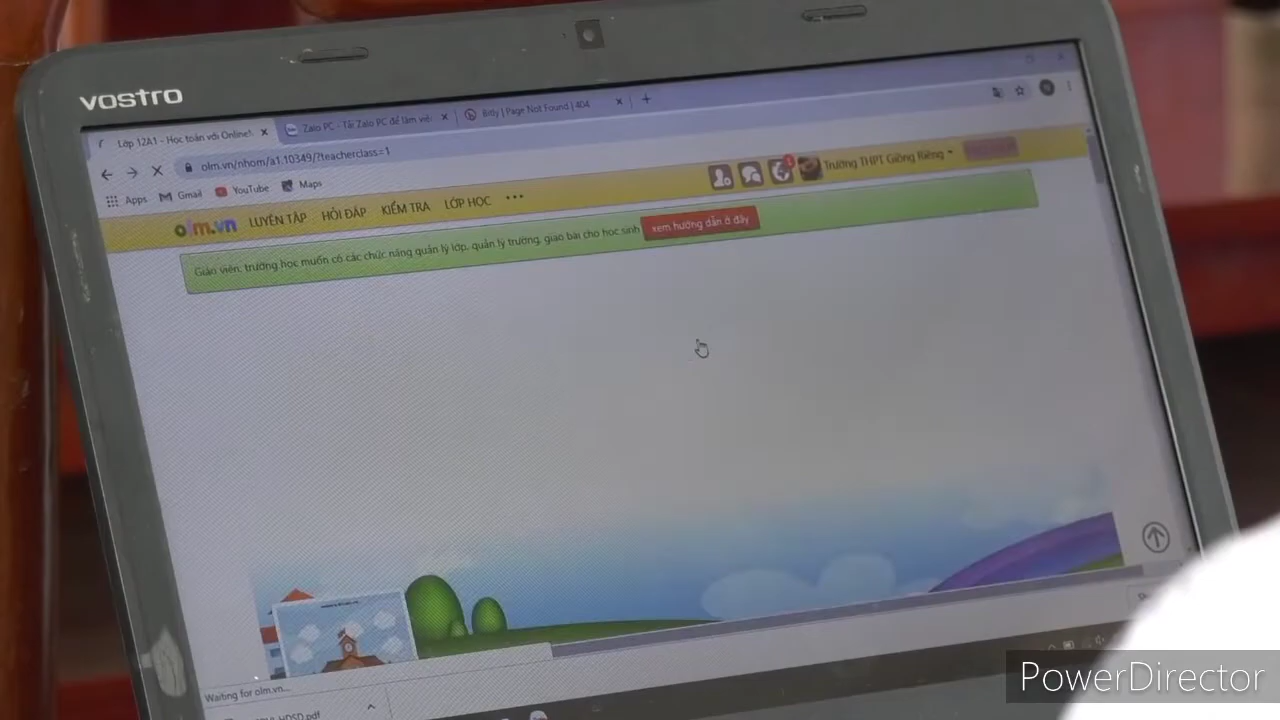 vostro
Lớp 12A1 - Học toán với Online
Zalo PC - Tải Zalo PC để làm việc
Bitly | Page Not Found | 404
olm.vn/nhom/a1.10349/?teacherclass=1
Apps
Gmail
YouTube
Maps
olm.vn
LUYỆN TẬP
HỎI ĐÁP
KIỂM TRA
LỚP HỌC
1
Trường THPT Giồng Riềng
Giáo viên, trường học muốn có các chức năng quản lý lớp, quản lý trường, giao bài cho học sinh
xem hướng dẫn ở đây
Waiting for olm.vn...
HDSD.pdf
PowerDirector